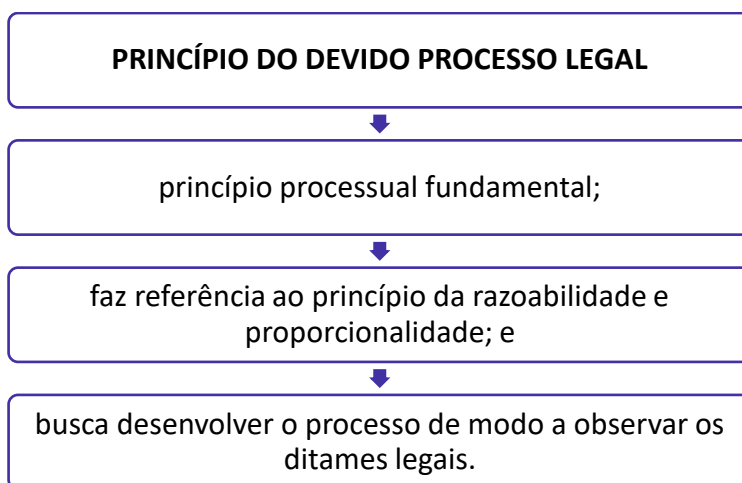 PRINCÍPIO DO DEVIDO PROCESSO LEGAL
princípio processual fundamental;
faz referência ao princípio da razoabilidade e
proporcionalidade; e
busca desenvolver o processo de modo a observar os
ditames legais.